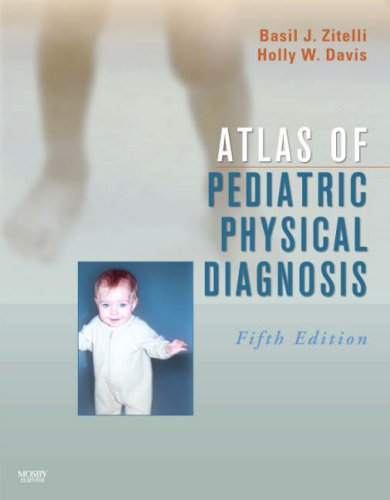 Basil J. Zitelli
Holly W. Davis
ATLAS OF
PEDIATRIC
PHYSICAL
DIAGNOSIS
Fifth Edition
MOSBY
ELSEVIER